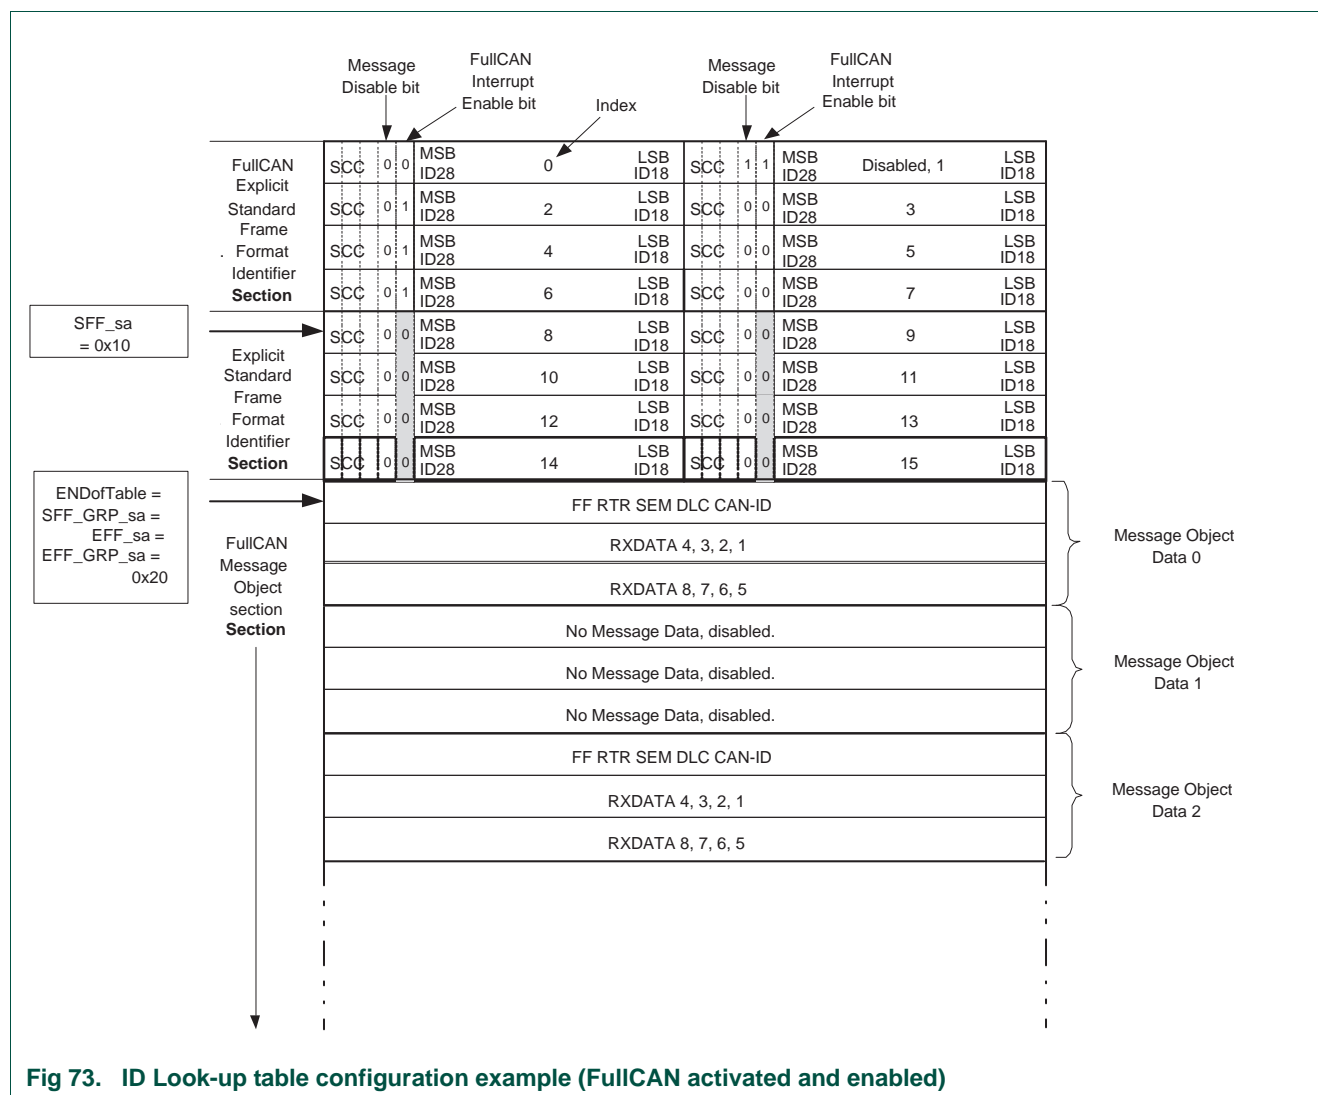 Message
Disable bit
FullCAN
Interrupt
Enable bit
Index
Message
Disable bit
FullCAN
Interrupt
Enable bit
FullCAN
Explicit
Standard
Frame
. Format
Identifier
Section
SCC 0 0 MSB ID28 0 LSB ID18 SCC 1 1 MSB ID28 Disabled, 1 LSB ID18
SCC 0 1 MSB ID28 2 LSB ID18 SCC 0 0 MSB ID28 3 LSB ID18
SCC 0 1 MSB ID28 4 LSB ID18 SCC 0 0 MSB ID28 5 LSB ID18
SCC 0 1 MSB ID28 6 LSB ID18 SCC 0 0 MSB ID28 7 LSB ID18
SFF_sa
= 0x10
Explicit
Standard
Frame
Format
Identifier
Section
SCC 0 0 MSB ID28 8 LSB ID18 SCC 0 0 MSB ID28 9 LSB ID18
SCC 0 0 MSB ID28 10 LSB ID18 SCC 0 0 MSB ID28 11 LSB ID18
SCC 0 0 MSB ID28 12 LSB ID18 SCC 0 0 MSB ID28 13 LSB ID18
SCC 0 0 MSB ID28 14 LSB ID18 SCC 0 0 MSB ID28 15 LSB ID18
ENDofTable =
SFF_GRP_sa =
EFF_sa =
EFF_GRP_sa =
0x20
FullCAN
Message
Object
section
Section
FF RTR SEM DLC CAN-ID
RXDATA 4, 3, 2, 1
RXDATA 8, 7, 6, 5
Message Object
Data 0
No Message Data, disabled.
No Message Data, disabled.
No Message Data, disabled.
Message Object
Data 1
FF RTR SEM DLC CAN-ID
RXDATA 4, 3, 2, 1
RXDATA 8, 7, 6, 5
Message Object
Data 2
Fig 73. ID Look-up table configuration example (FullCAN activated and enabled)